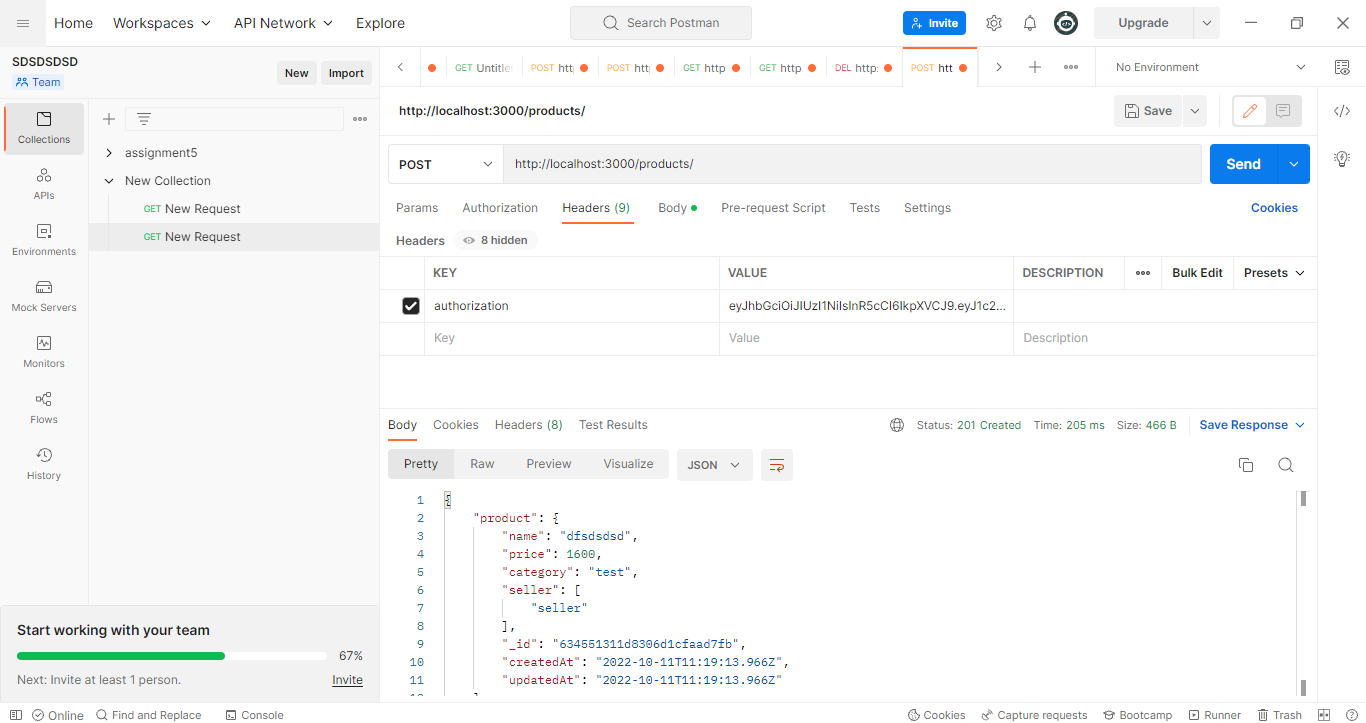 Home Workspaces API Network Explore Search Postman Invite Upgrade
SDSDSDSD
Team
New Import
GET Untitle POST htt POST htt GET http GET http DEL http: POST htt No Environment
http://localhost:3000/products/ Save
Collections
APIs
Environments
Mock Servers
Monitors
Flows
History
assignment5
New Collection
GET New Request
GET New Request
POST http://localhost:3000/products/ Send
Params Authorization Headers (9) Body Pre-request Script Tests Settings Cookies
Headers 8 hidden
KEY VALUE DESCRIPTION Bulk Edit Presets
authorization eyJhbGciOiJIUzI1NiIsInR5cCI6IkpXVCJ9.eyJ1c2...
Key Value Description
Body Cookies Headers (8) Test Results Status: 201 Created Time: 205 ms Size: 466 B Save Response
Pretty Raw Preview Visualize JSON
1 {
2 "product": {
3 "name": "dfsdsdsd",
4 "price": 1600,
5 "category": "test",
6 "seller": [
7 "seller"
8 ],
9 "_id": "634551311d8306d1cfaad7fb",
10 "createdAt": "2022-10-11T11:19:13.966Z",
11 "updatedAt": "2022-10-11T11:19:13.966Z"
Start working with your team
67%
Next: Invite at least 1 person. Invite
Online Find and Replace Console Cookies Capture requests Bootcamp Runner Trash